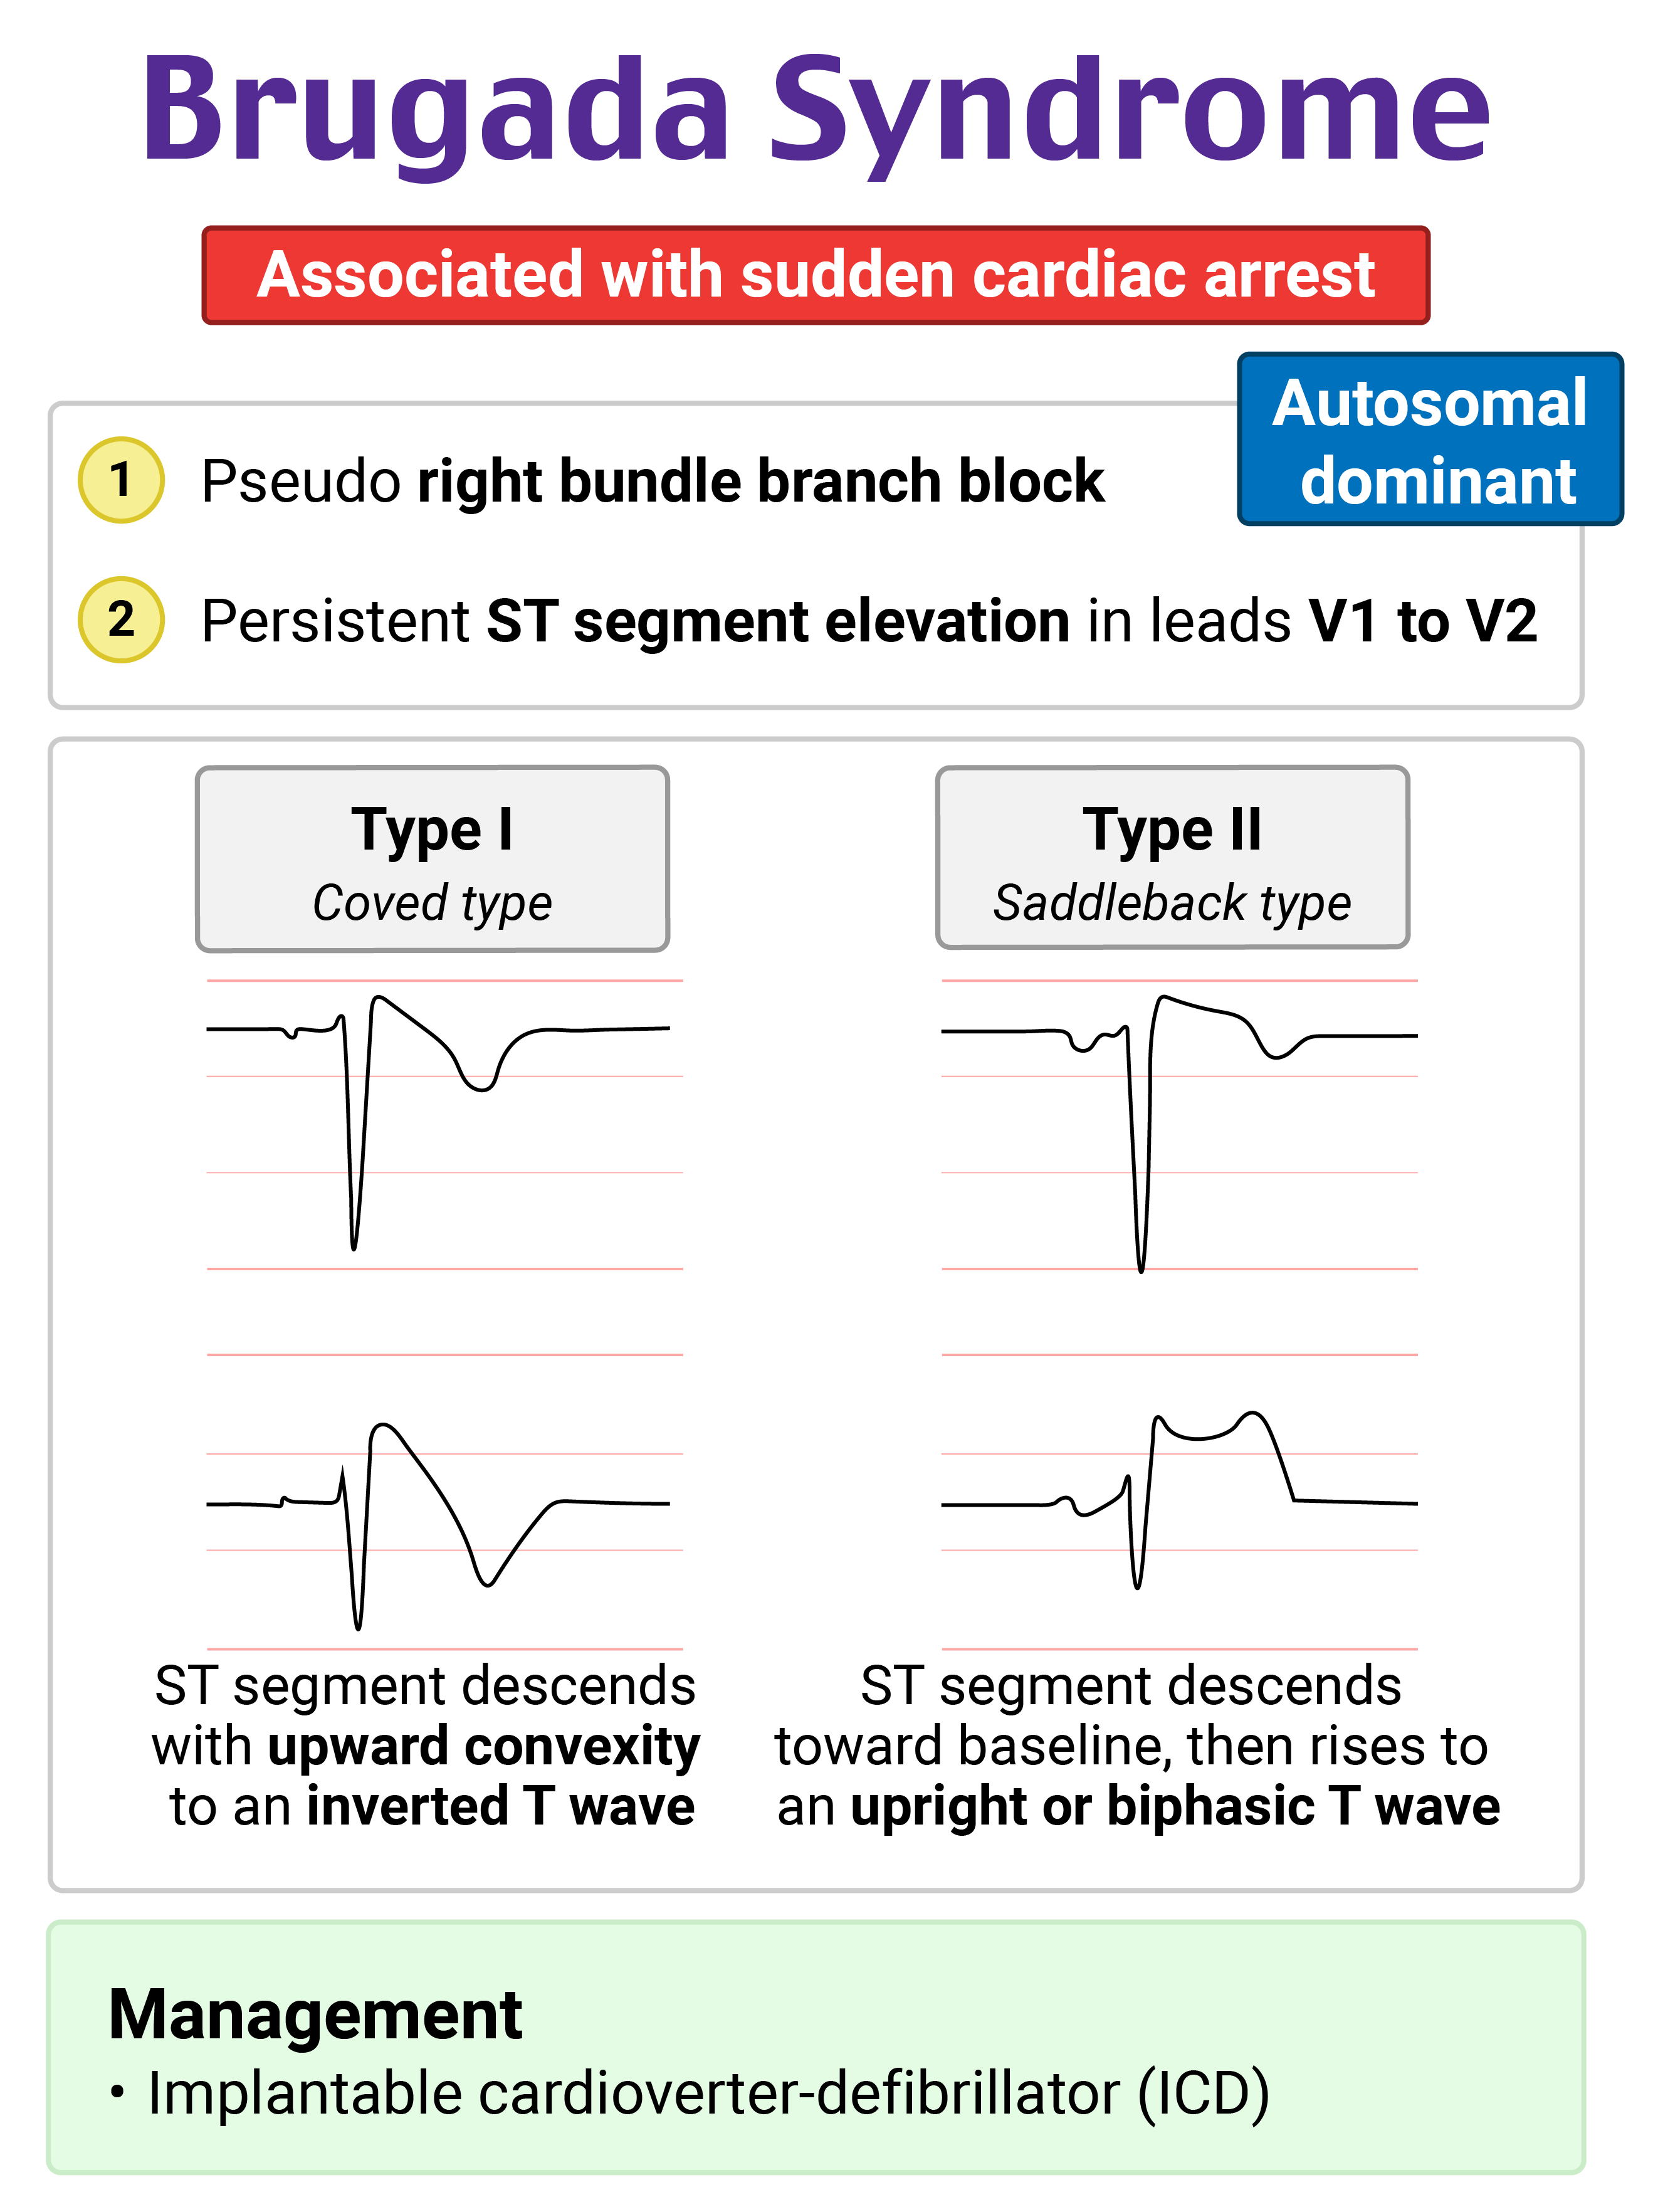 Brugada Syndrome
Associated with sudden cardiac arrest
Autosomal
dominant
1 Pseudo right bundle branch block
2 Persistent ST segment elevation in leads V1 to V2
Type I
Coved type
Type II
Saddleback type
ST segment descends
with upward convexity
to an inverted T wave
ST segment descends
toward baseline, then rises to
an upright or biphasic T wave
Management
• Implantable cardioverter-defibrillator (ICD)